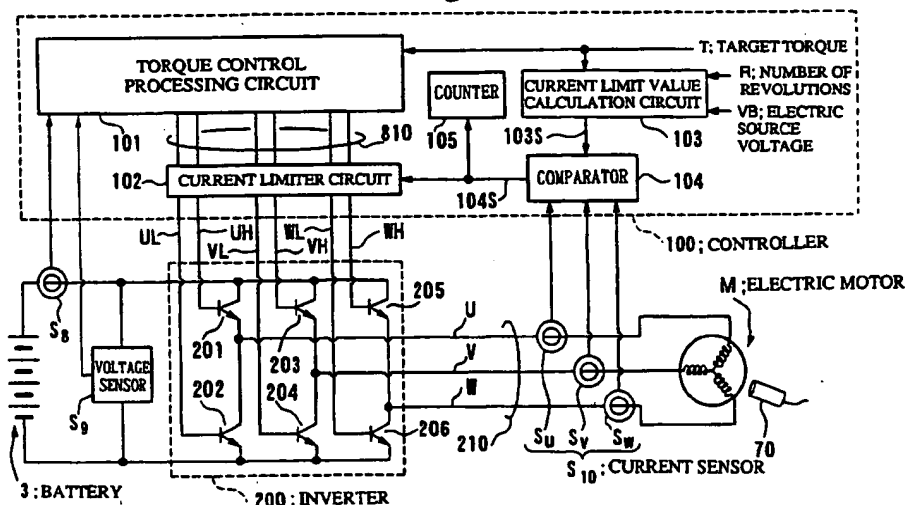 T; TARGET TORQUE
TORQUE CONTROL
PROCESSING CIRCUIT
COUNTER
CURRENT LIMIT VALUE
CALCULATION CIRCUIT
R; NUMBER OF
REVOLUTIONS
VB; ELECTRIC
SOURCE
VOLTAGE
101
810
105
103S
103
102
CURRENT LIMITER CIRCUIT
COMPARATOR
104
104S
UL
UH
VL
WL
VH
WH
100; CONTROLLER
M; ELECTRIC MOTOR
S8
201
203
205
U
VOLTAGE
SENSOR
V
S9
202
204
W
206
210
SU
SV
SW
70
S10; CURRENT SENSOR
3; BATTERY
200; INVERTER